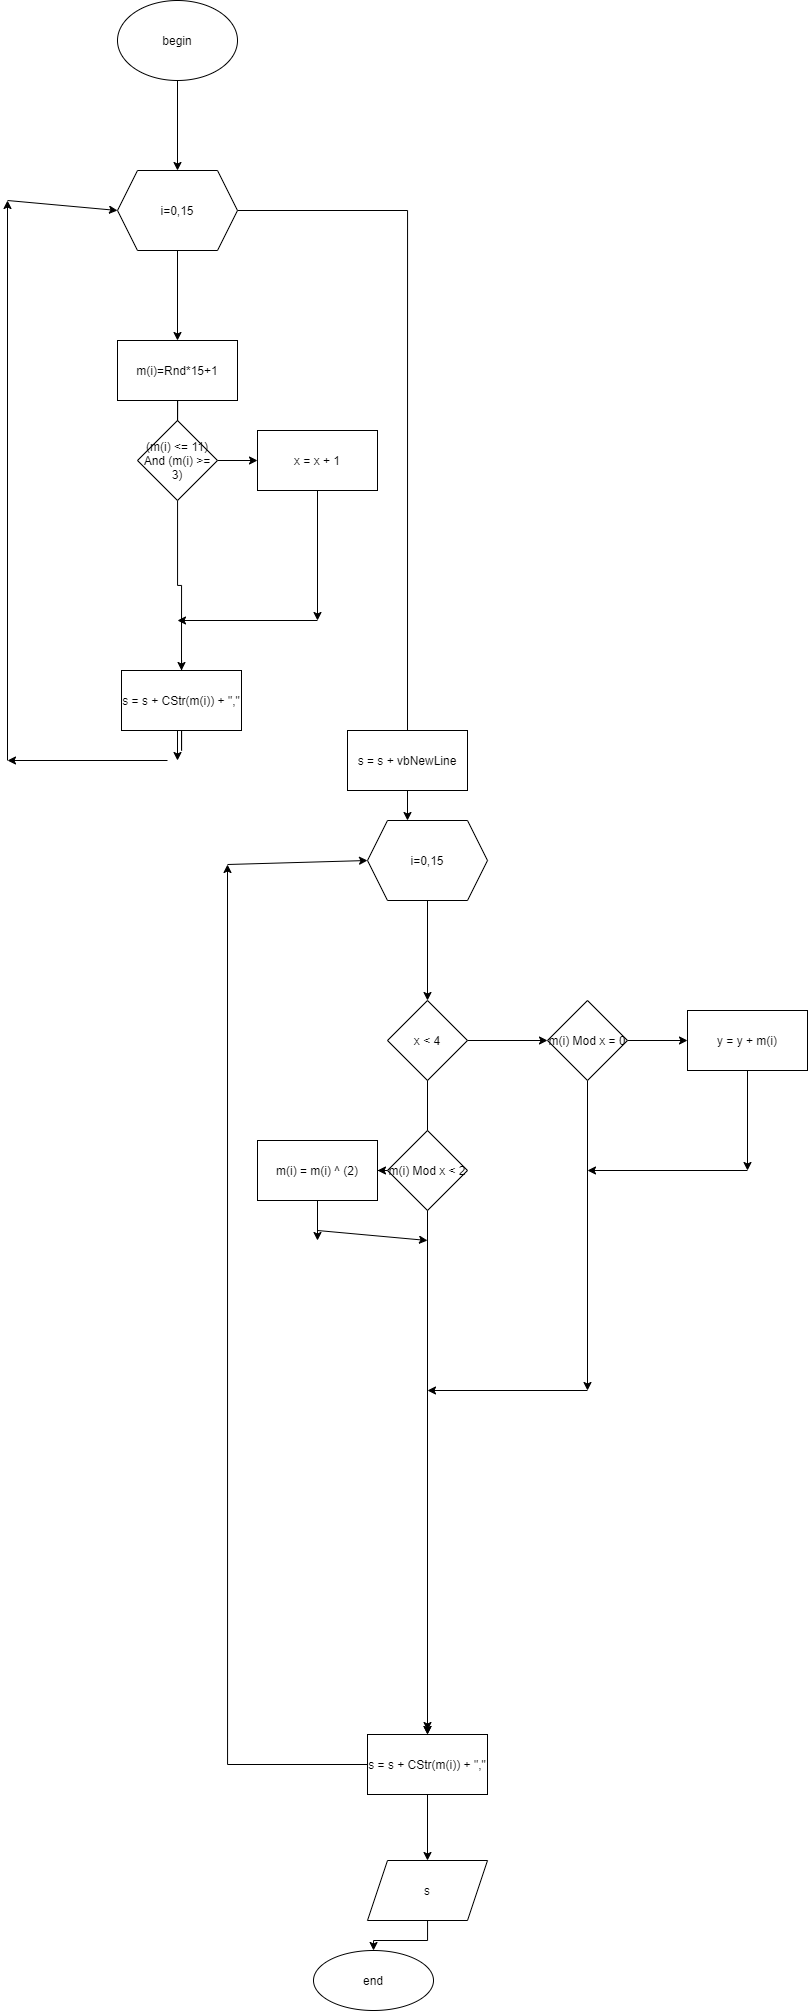 begin
i=0,15
m(i)=Rnd*15+1
(m(i) <= 11)
And (m(i) >=
3)
x = x + 1
s = s + CStr(m(i)) + ","
s = s + vbNewLine
i=0,15
x < 4
m(i) Mod x = 0
y = y + m(i)
m(i) = m(i) ^ (2)
m(i) Mod x < 2
s = s + CStr(m(i)) + ","
s
end